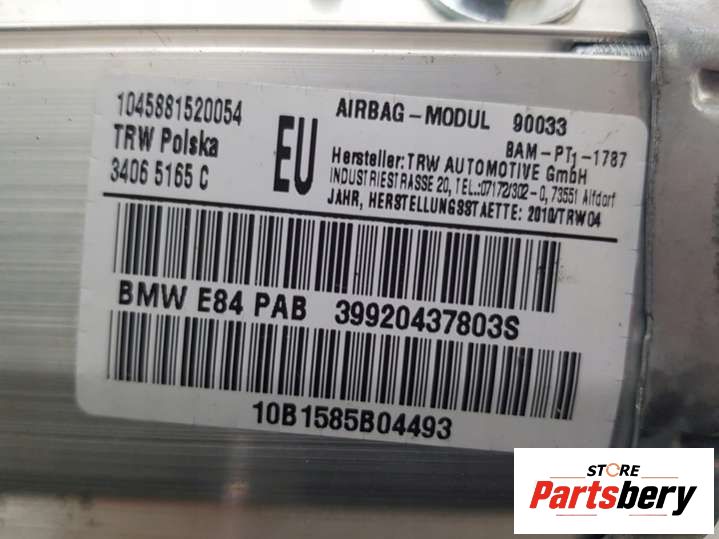 1045881520054
TRW Polska
3406 5165 C
EU
AIRBAG-MODUL 90033
BAM-PT1-1787
Hersteller: TRW AUTOMOTIVE GmbH
INDUSTRIESTRASSE 20, TEL.:07172/302-0, 73551 Alfdorf
JAHR, HERSTELLUNGSSTAETTE: 2010/TRW04
BMW E84 PAB 39920437803S
10B1585B04493
STORE
Partsbery